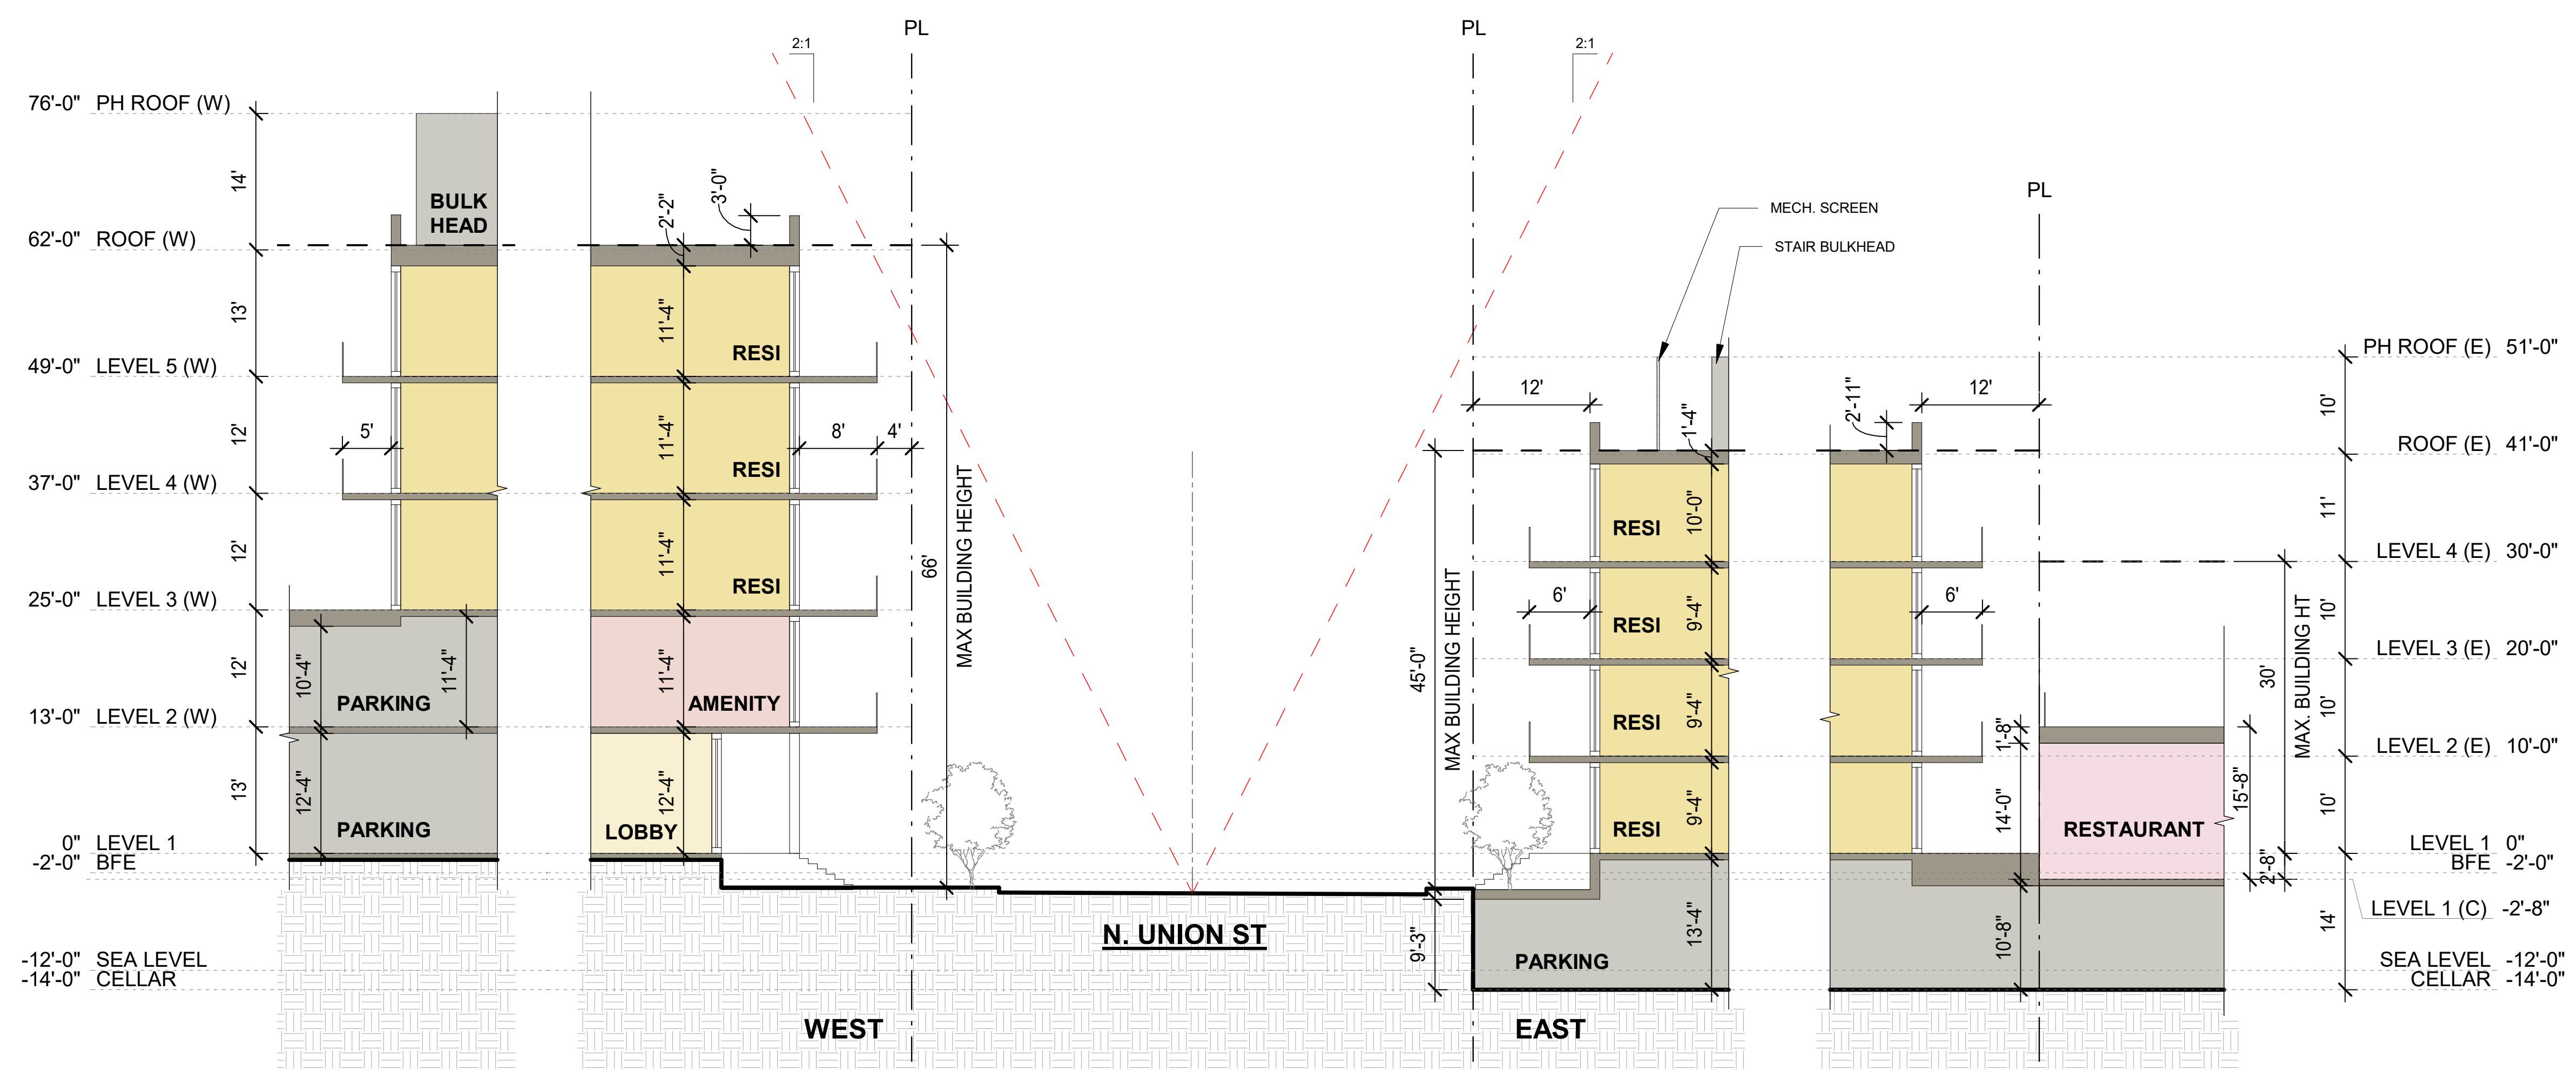 PL
PL
2:1
2:1
76'-0" PH ROOF (W)
14'
BULK
HEAD
3'-0"
2'-2"
PL
MECH. SCREEN
STAIR BULKHEAD
62'-0" ROOF (W)
13'
11'-4"
RESI
PH ROOF (E) 51'-0"
49'-0" LEVEL 5 (W)
12'
12'
2'-11"
1'-4"
10'
12'
5'
8'
4'
11'-4"
RESI
ROOF (E) 41'-0"
37'-0" LEVEL 4 (W)
MAX BUILDING HEIGHT
66'
10'-0"
RESI
11'
12'
11'-4"
RESI
LEVEL 4 (E) 30'-0"
6'
6'
25'-0" LEVEL 3 (W)
MAX BUILDING HEIGHT
45'-0"
9'-4"
RESI
10'
12'
10'-4"
11'-4"
PARKING
11'-4"
AMENITY
LEVEL 3 (E) 20'-0"
30'
MAX. BUILDING HT
9'-4"
RESI
10'
13'-0" LEVEL 2 (W)
1'-8"
LEVEL 2 (E) 10'-0"
13'
12'-4"
PARKING
12'-4"
LOBBY
9'-4"
RESI
14'-0"
RESTAURANT
15'-8"
10'
0" LEVEL 1
LEVEL 1 0"
-2'-0" BFE
2'-8"
BFE -2'-0"
LEVEL 1 (C) -2'-8"
N. UNION ST
9'-3"
13'-4"
10'-8"
14'
PARKING
-12'-0" SEA LEVEL
SEA LEVEL -12'-0"
-14'-0" CELLAR
CELLAR -14'-0"
WEST
EAST